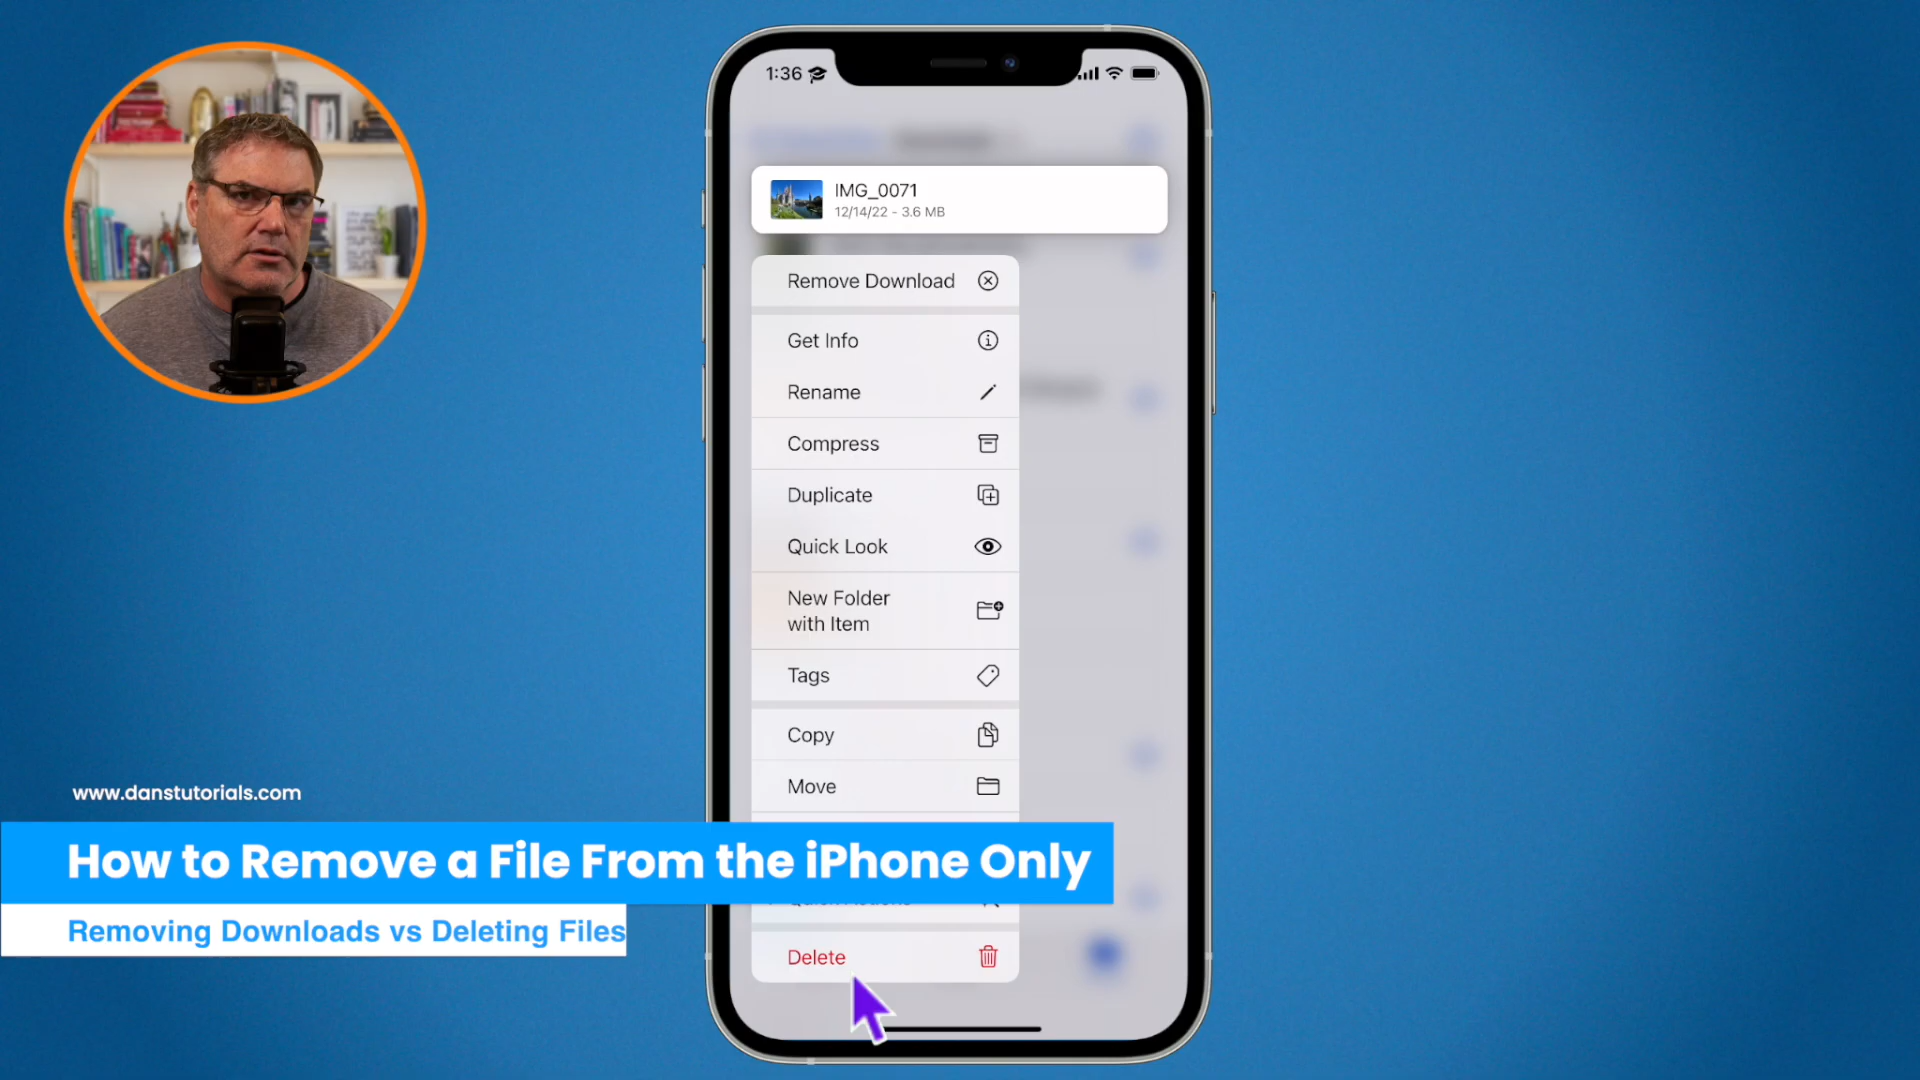 1:36
IMG_0071
12/14/22 - 3.6 MB
Remove Download
Get Info
Rename
Compress
Duplicate
Quick Look
New Folder
with Item
Tags
Copy
Move
Delete
www.danstutorials.com
How to Remove a File From the iPhone Only
Removing Downloads vs Deleting Files